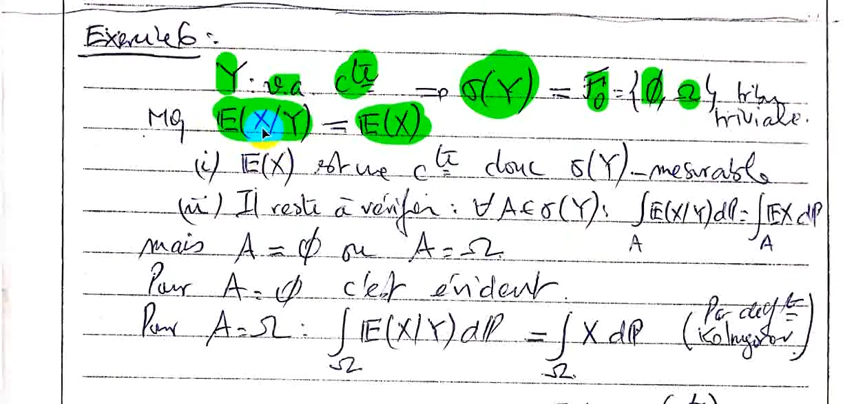 Exercice 6 :
Y : v.a. cte ⇒ σ(Y) = F₀ = {∅, Ω} tribu triviale.
Mq E(X/Y) = E(X)
(i) E(X) est une cte donc σ(Y)-mesurable
(ii) Il reste à vérifier : ∀ A ∈ σ(Y) : ∫_A E(X/Y) dP = ∫_A EX dP
mais A = ∅ ou A = Ω.
Pour A = ∅ c'est évident.
Pour A = Ω : ∫_Ω E(X/Y) dP = ∫_Ω X dP (Par def de Kolmogorov.)